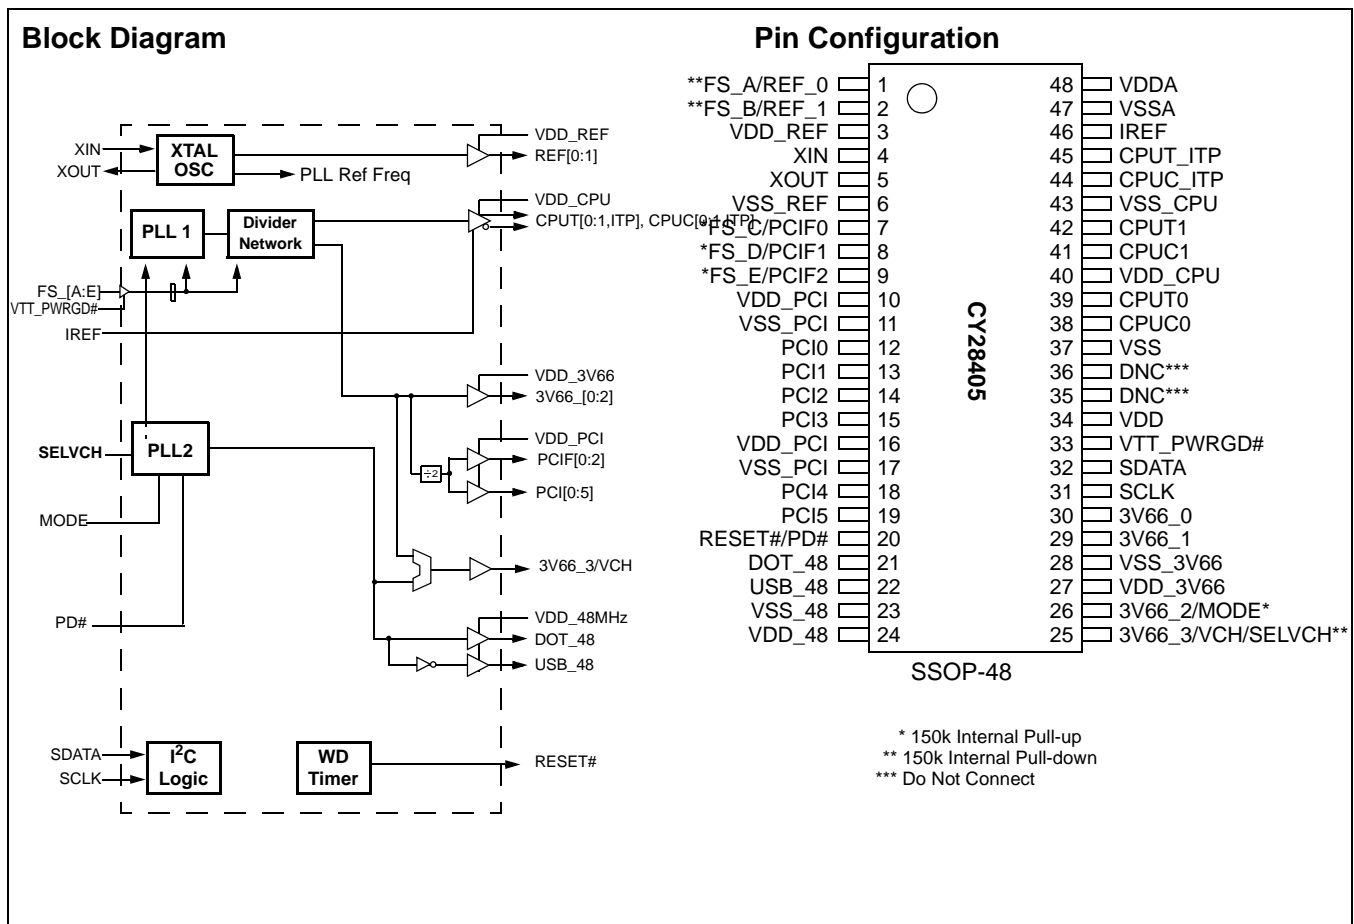 Block Diagram
Pin Configuration
XIN
XOUT
XTAL
OSC
VDD_REF
REF[0:1]
PLL Ref Freq
PLL 1
Divider
Network
VDD_CPU
CPUT[0:1,ITP], CPUC[0:1,ITP]
FS_[A:E]
VTT_PWRGD#
IREF
VDD_3V66
3V66_[0:2]
SELVCH
PLL2
VDD_PCI
PCIF[0:2]
÷2
PCI[0:5]
MODE
3V66_3/VCH
PD#
VDD_48MHz
DOT_48
USB_48
SDATA
SCLK
I2C
Logic
WD
Timer
RESET#
**FS_A/REF_0 1
**FS_B/REF_1 2
VDD_REF 3
XIN 4
XOUT 5
VSS_REF 6
*FS_C/PCIF0 7
*FS_D/PCIF1 8
*FS_E/PCIF2 9
VDD_PCI 10
VSS_PCI 11
PCI0 12
PCI1 13
PCI2 14
PCI3 15
VDD_PCI 16
VSS_PCI 17
PCI4 18
PCI5 19
RESET#/PD# 20
DOT_48 21
USB_48 22
VSS_48 23
VDD_48 24
CY28405
48 VDDA
47 VSSA
46 IREF
45 CPUT_ITP
44 CPUC_ITP
43 VSS_CPU
42 CPUT1
41 CPUC1
40 VDD_CPU
39 CPUT0
38 CPUC0
37 VSS
36 DNC***
35 DNC***
34 VDD
33 VTT_PWRGD#
32 SDATA
31 SCLK
30 3V66_0
29 3V66_1
28 VSS_3V66
27 VDD_3V66
26 3V66_2/MODE*
25 3V66_3/VCH/SELVCH**
SSOP-48
* 150k Internal Pull-up
** 150k Internal Pull-down
*** Do Not Connect